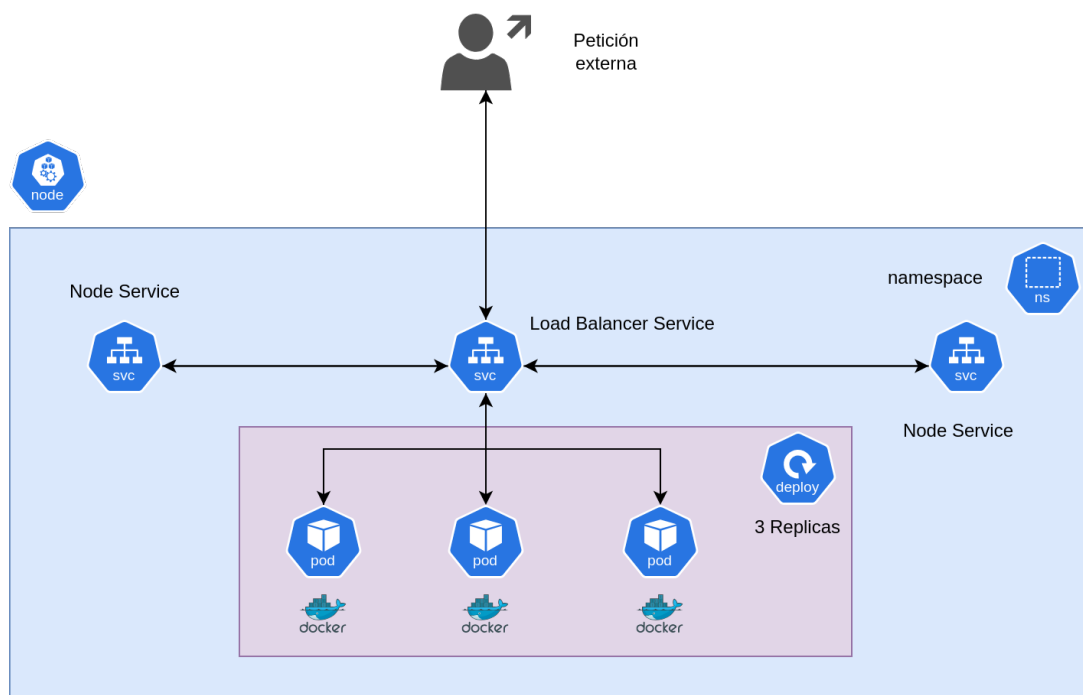 Petición
externa
node
Node Service
namespace
ns
Load Balancer Service
svc
svc
svc
Node Service
deploy
3 Replicas
pod
pod
pod
docker
docker
docker